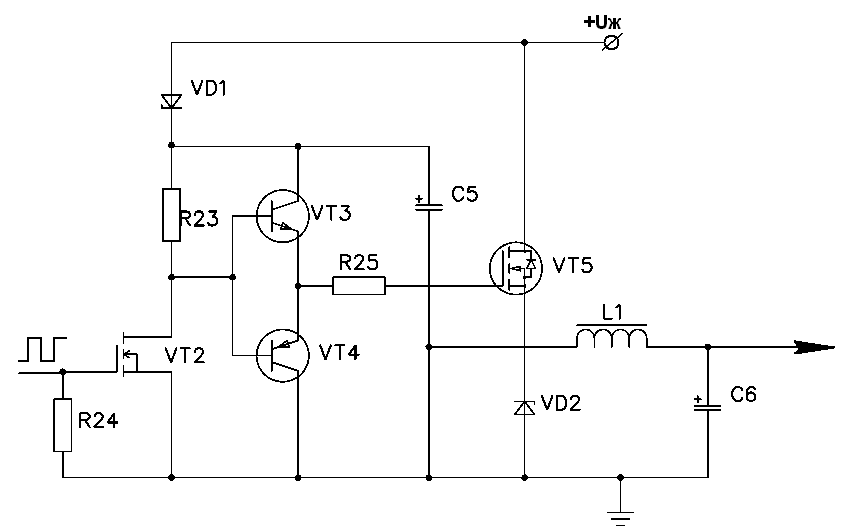 +Uж
VD1
C5
R23
VT3
R25
VT5
L1
VT2
VT4
R24
VD2
C6
+
+